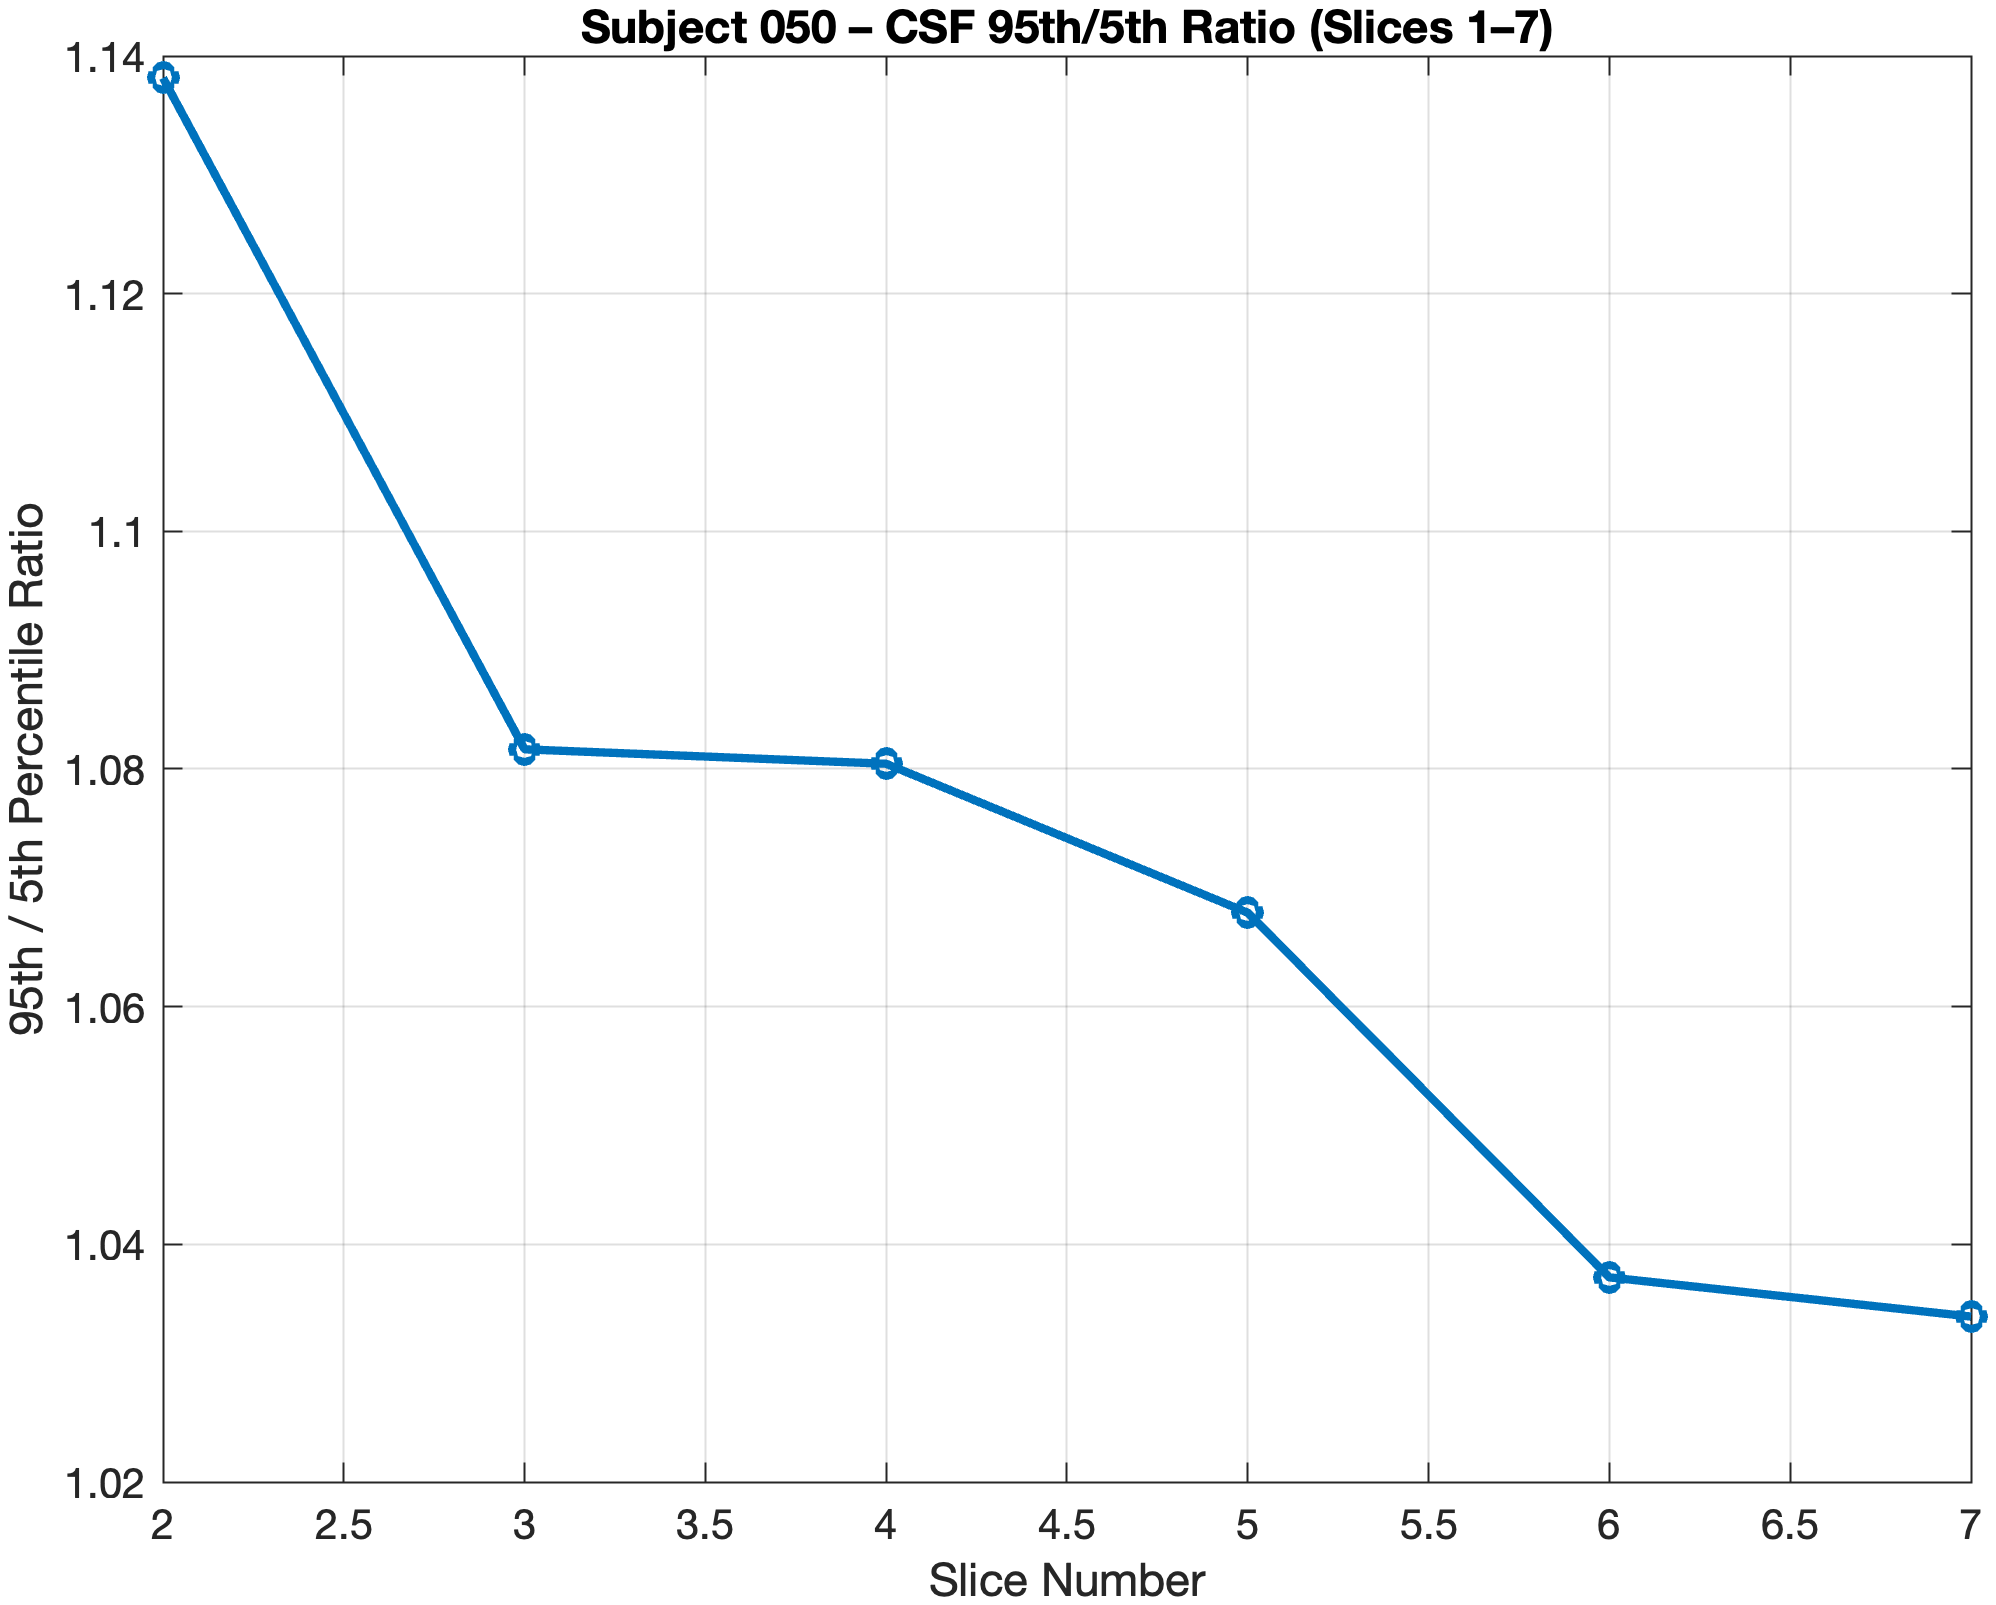 Subject 050 – CSF 95th/5th Ratio (Slices 1–7)
1.14
1.12
1.1
1.08
1.06
1.04
1.02
95th / 5th Percentile Ratio
2 2.5 3 3.5 4 4.5 5 5.5 6 6.5 7
Slice Number